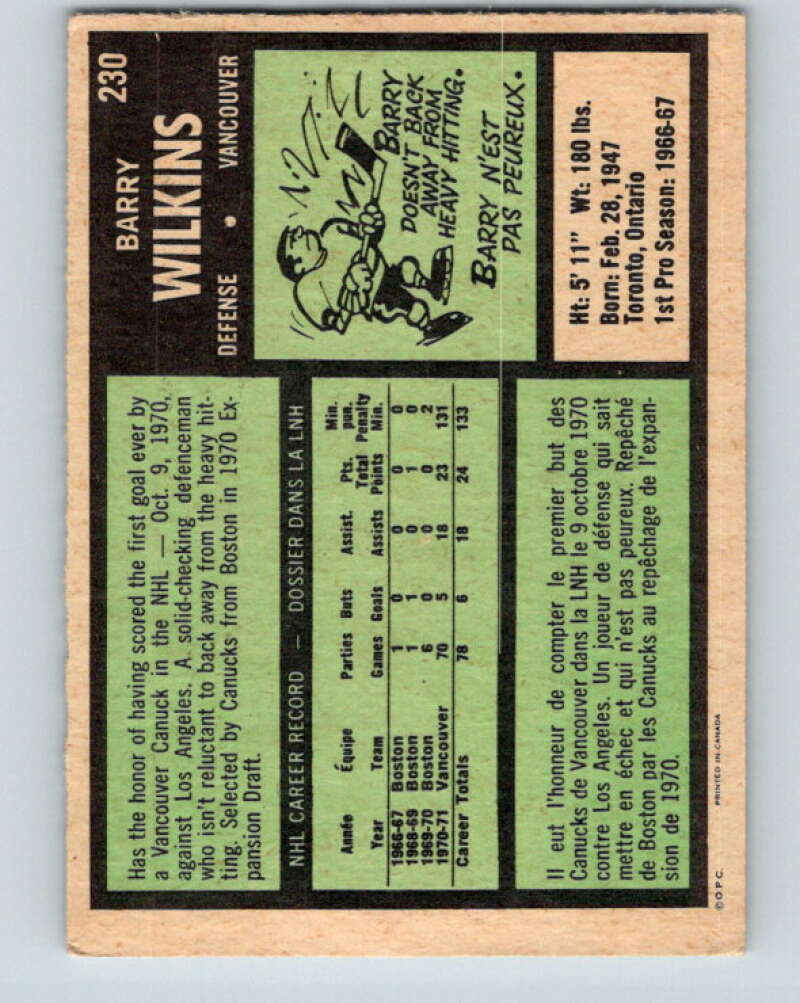 BARRY 230
WILKINS
DEFENSE • VANCOUVER
Has the honor of having scored the first goal ever by
a Vancouver Canuck in the NHL — Oct. 9, 1970,
against Los Angeles. A solid-checking, defenceman
who isn't reluctant to back away from the heavy hit-
ting. Selected by Canucks from Boston in 1970 Ex-
pansion Draft.
BARRY
DOESN'T BACK
AWAY FROM
HEAVY HITTING.
BARRY N'EST
PAS PEUREUX.
NHL CAREER RECORD — DOSSIER DANS LA LNH
Année Équipe Parties Buts Assist. Pts. Min. pun.
Year Team Games Goals Assists Total Points Penalty Min.
1966-67 Boston 1 0 0 0 0
1968-69 Boston 1 1 0 1 0
1969-70 Boston 6 0 0 0 2
1970-71 Vancouver 70 5 18 23 131
Career Totals 78 6 18 24 133
Ht: 5' 11" Wt: 180 lbs.
Born: Feb. 28, 1947
Toronto, Ontario
1st Pro Season: 1966-67
Il eut l'honneur de compter le premier but des
Canucks de Vancouver dans la LNH le 9 octobre 1970
contre Los Angeles. Un joueur de défense qui sait
mettre en échec et qui n'est pas peureux. Repêché
de Boston par les Canucks au repêchage de l'expan-
sion de 1970.
© O.P.C. PRINTED IN CANADA